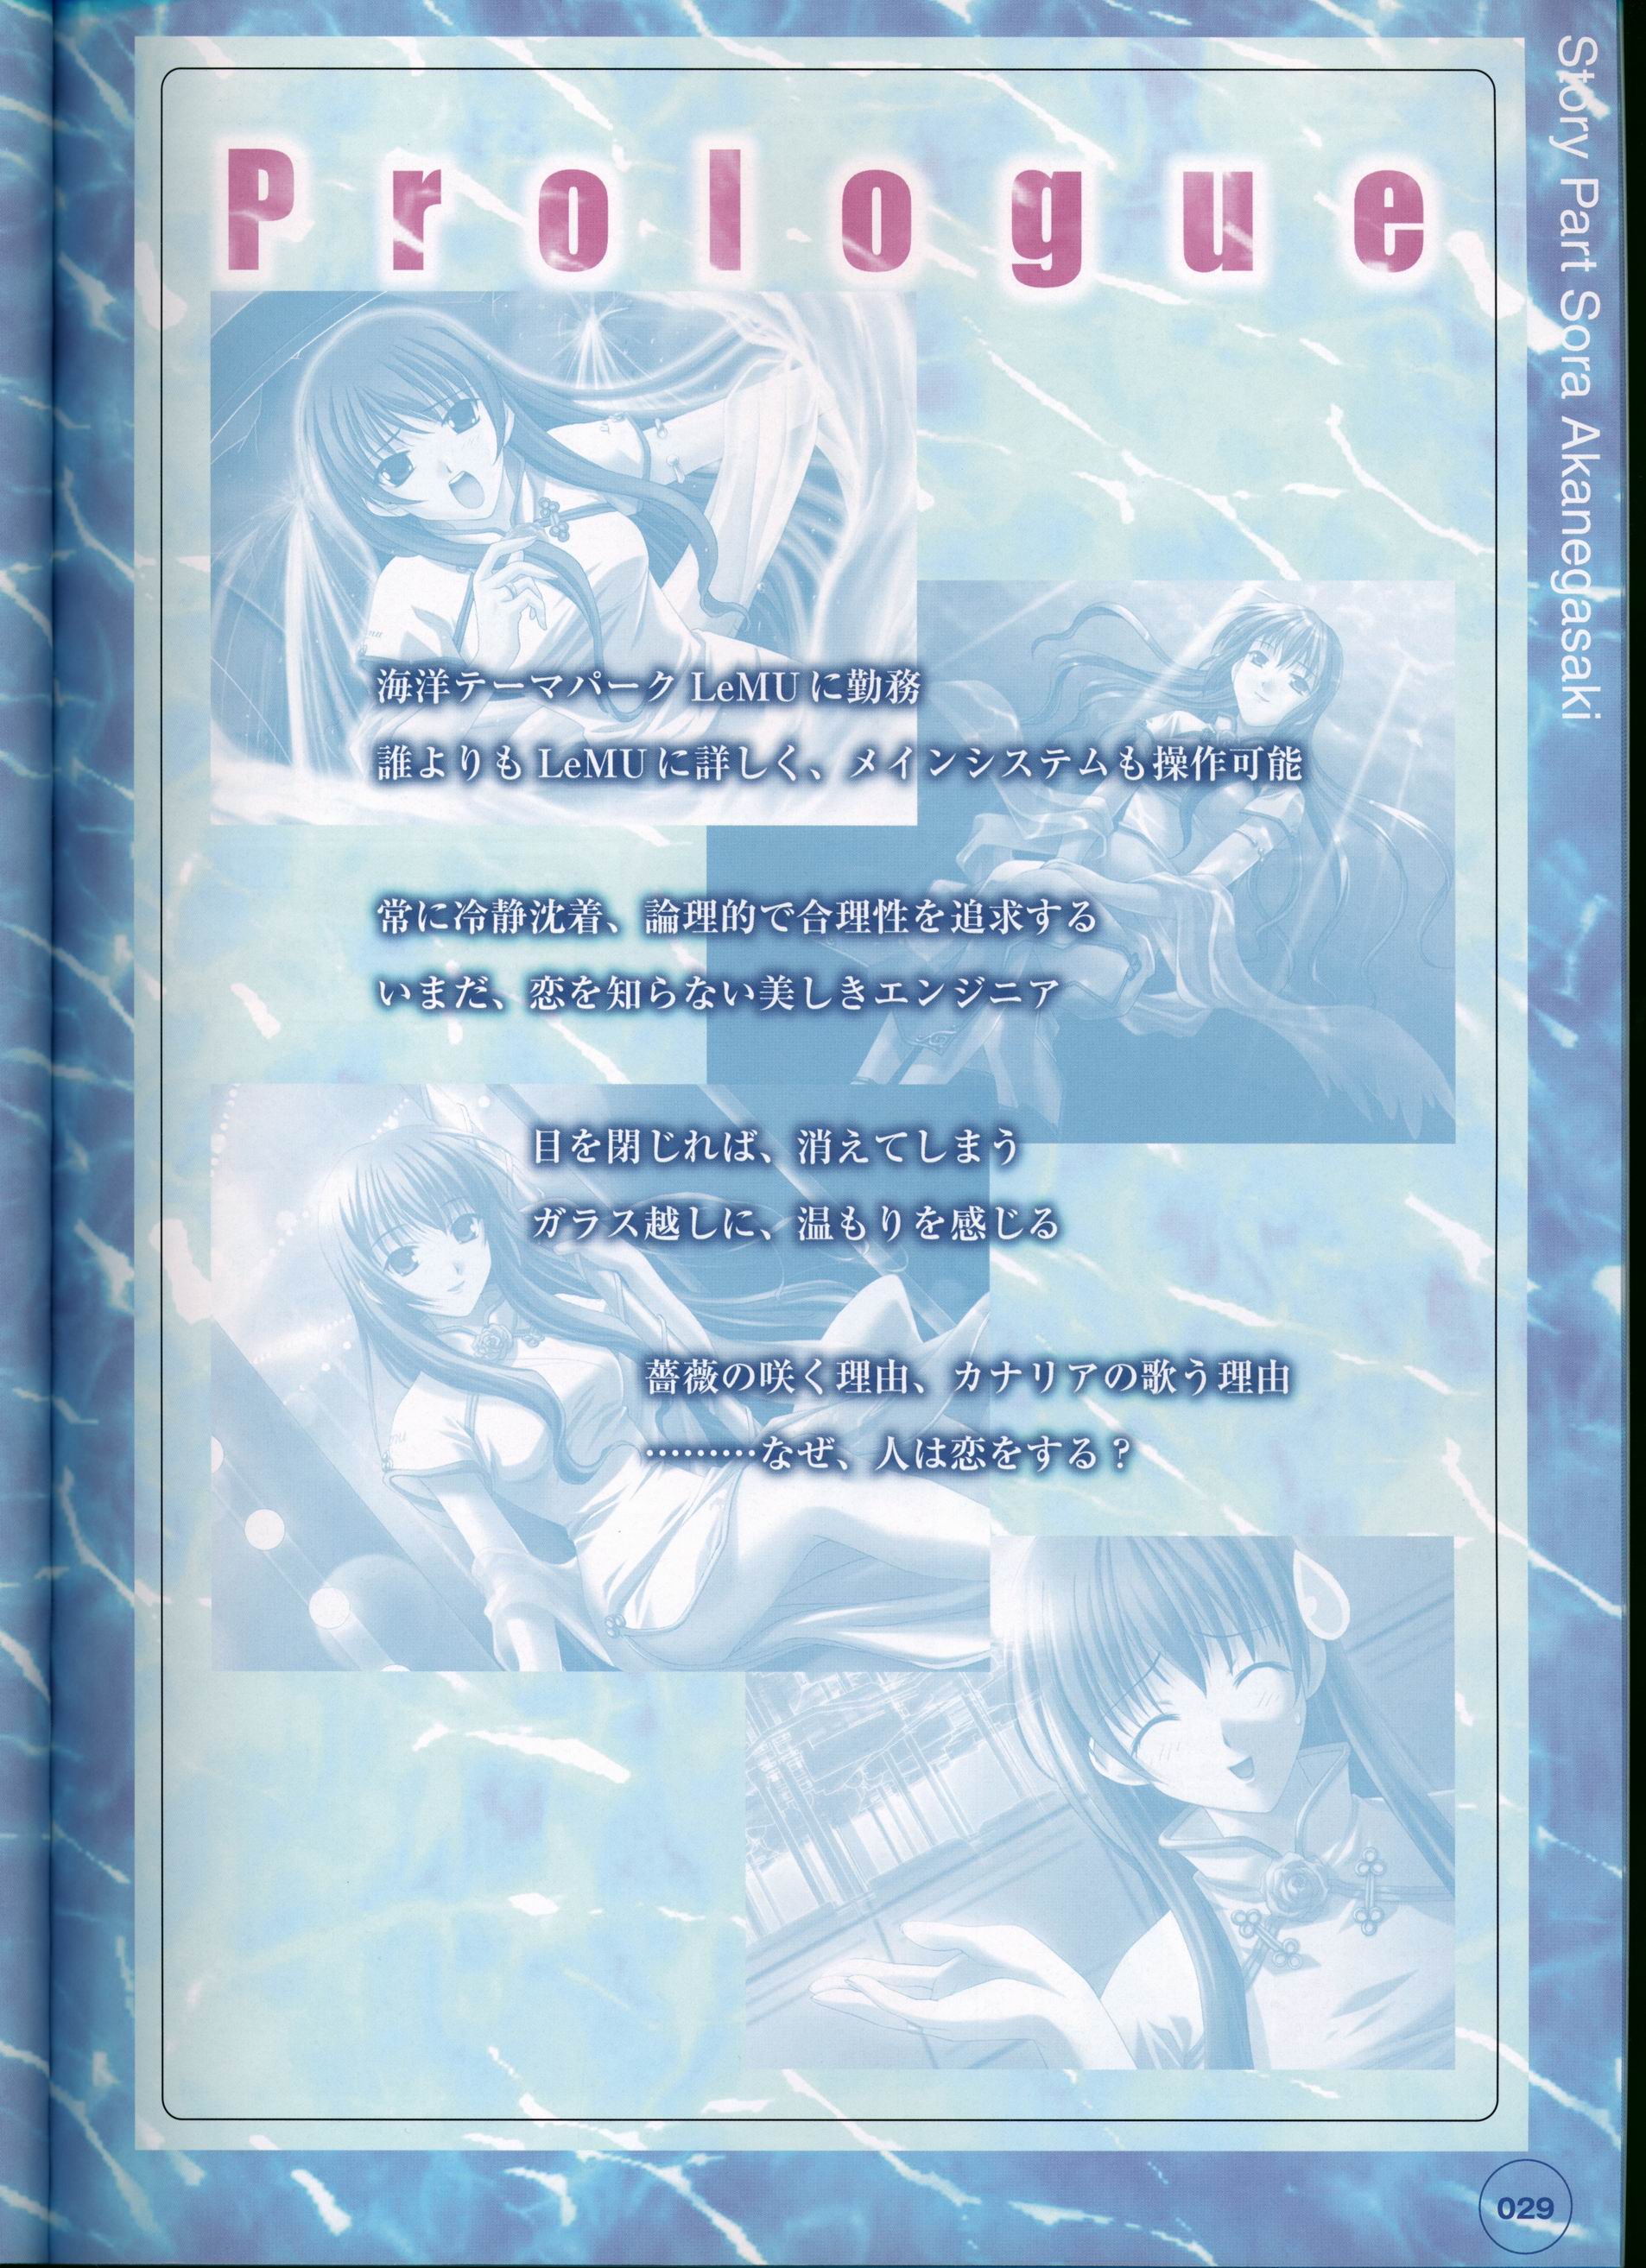 Prologue
海洋テーマパーク LeMU に勤務
誰よりも LeMU に詳しく、メインシステムも操作可能
常に冷静沈着、論理的で合理性を追求する
いまだ、恋を知らない美しきエンジニア
目を閉じれば、消えてしまう
ガラス越しに、温もりを感じる
薔薇の咲く理由、カナリアの歌う理由
………なぜ、人は恋をする？
Story Part Sora Akanegasaki
029